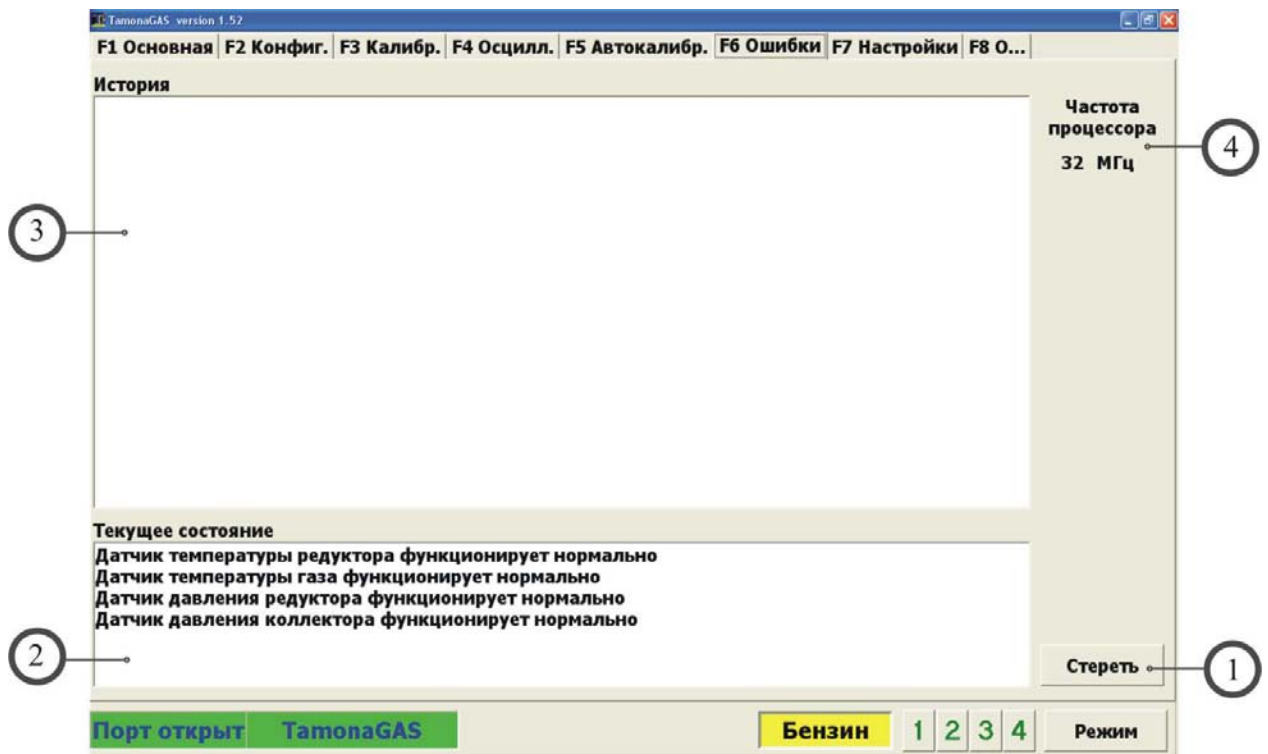 TamonaGAS version 1.52
F1 Основная F2 Конфиг. F3 Калибр. F4 Осцилл. F5 Автокалибр. F6 Ошибки F7 Настройки F8 О...
История
Частота
процессора
32 МГц
4
3
Текущее состояние
Датчик температуры редуктора функционирует нормально
Датчик температуры газа функционирует нормально
Датчик давления редуктора функционирует нормально
Датчик давления коллектора функционирует нормально
2
Стереть
1
Порт открыт TamonaGAS Бензин 1 2 3 4 Режим